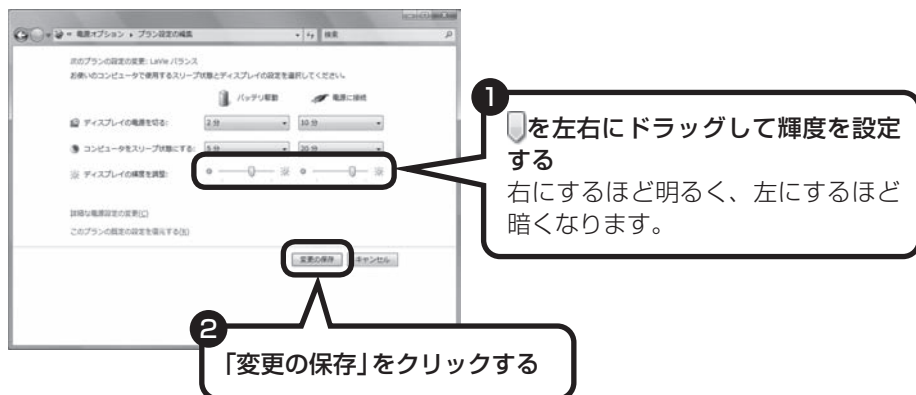 電源オプション ▸ プラン設定の編集
検索
次のプランの設定の変更: LaVie バランス
お使いのコンピュータで使用するスリープ状態とディスプレイの設定を選択してください。
バッテリ駆動 電源に接続
ディスプレイの電源を切る: 2 分 10 分
コンピュータをスリープ状態にする: 5 分 20 分
ディスプレイの輝度を調整:
詳細な電源設定の変更(C)
このプランの既定の設定を復元する(R)
変更の保存 キャンセル
1
を左右にドラッグして輝度を設定
する
右にするほど明るく、左にするほど
暗くなります。
2
「変更の保存」をクリックする